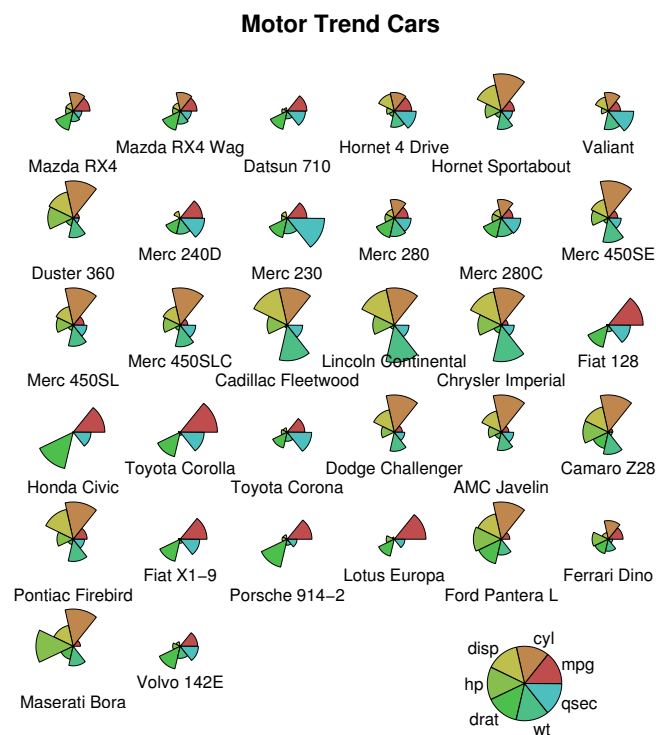 Motor Trend Cars
Mazda RX4
Mazda RX4 Wag
Datsun 710
Hornet 4 Drive
Hornet Sportabout
Valiant
Duster 360
Merc 240D
Merc 230
Merc 280
Merc 280C
Merc 450SE
Merc 450SL
Merc 450SLC
Cadillac Fleetwood
Lincoln Continental
Chrysler Imperial
Fiat 128
Honda Civic
Toyota Corolla
Toyota Corona
Dodge Challenger
AMC Javelin
Camaro Z28
Pontiac Firebird
Fiat X1−9
Porsche 914−2
Lotus Europa
Ford Pantera L
Ferrari Dino
Maserati Bora
Volvo 142E
mpg
cyl
disp
hp
drat
wt
qsec